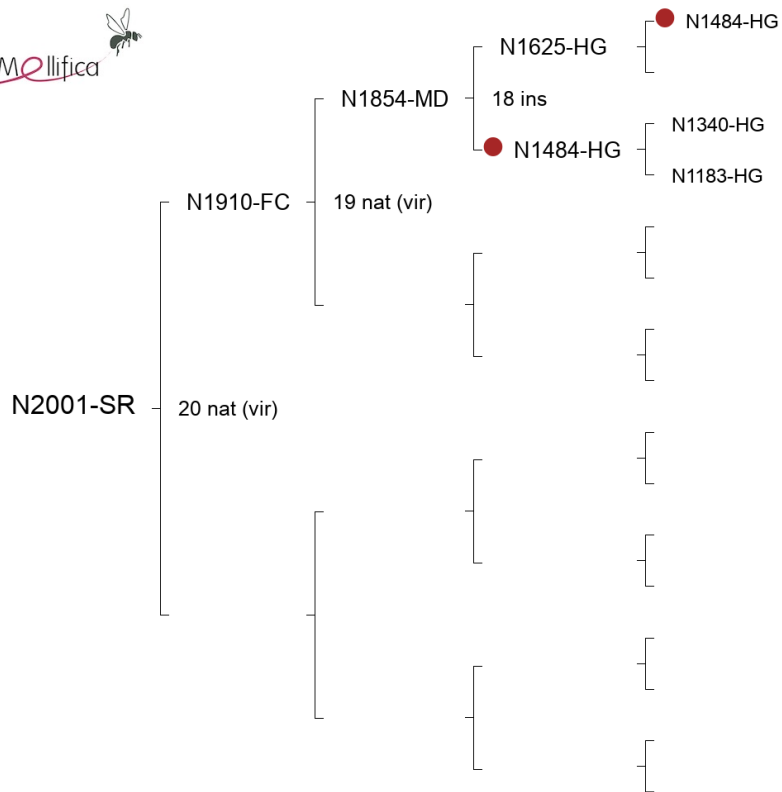 Mellifica
N1484-HG
N1625-HG
N1854-MD
18 ins
N1340-HG
N1484-HG
N1183-HG
N1910-FC
19 nat (vir)
N2001-SR
20 nat (vir)